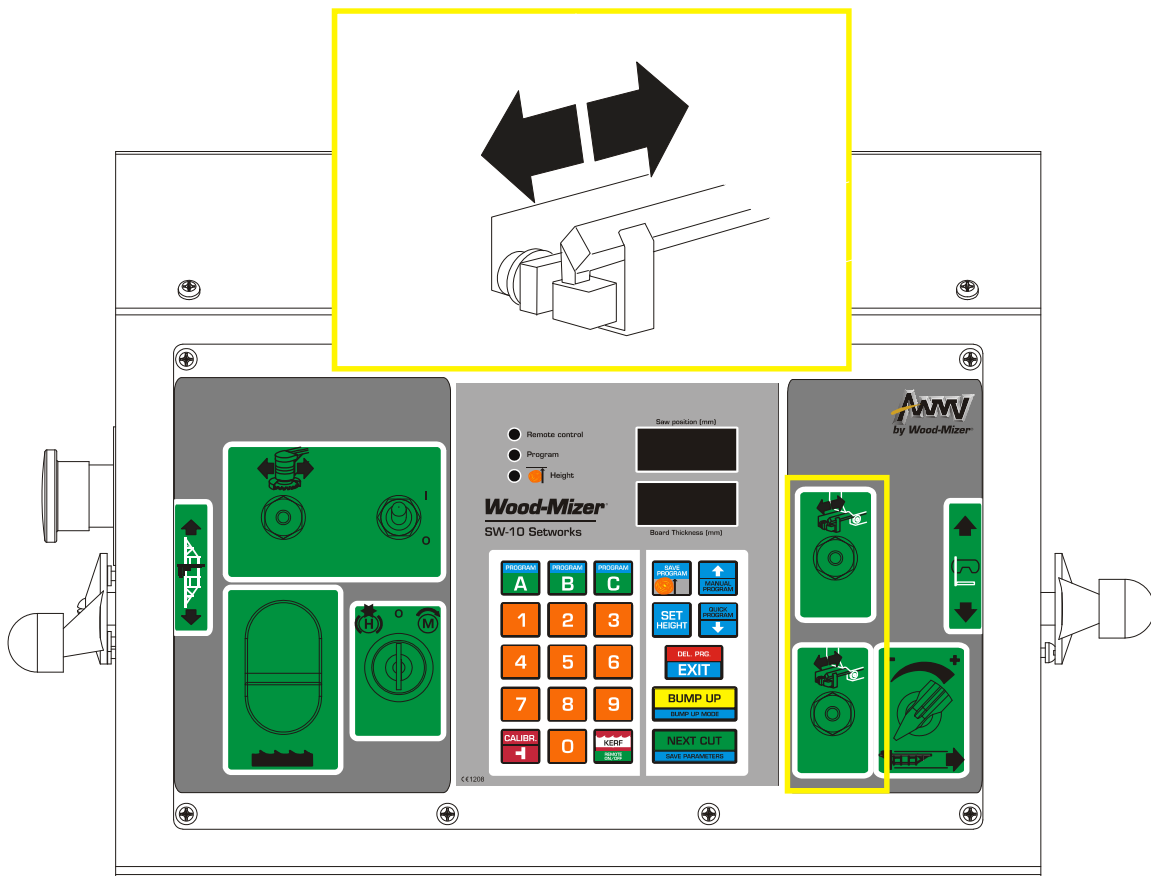 AWMV
by Wood-Mizer®
Saw position (mm)
Remote control
Program
Height
Wood-Mizer®
SW-10 Setworks
Board Thickness (mm)
I
O
PROGRAM
A
PROGRAM
B
PROGRAM
C
SAVE
PROGRAM
MANUAL
PROGRAM
1
2
3
SET
HEIGHT
QUICK
PROGRAM
4
5
6
DEL. PRG.
EXIT
7
8
9
BUMP UP
BUMP UP MODE
CALIBR.
0
KERF
REMOTE
ON/OFF
NEXT CUT
SAVE PARAMETERS
H
O
M
- +
CE1208